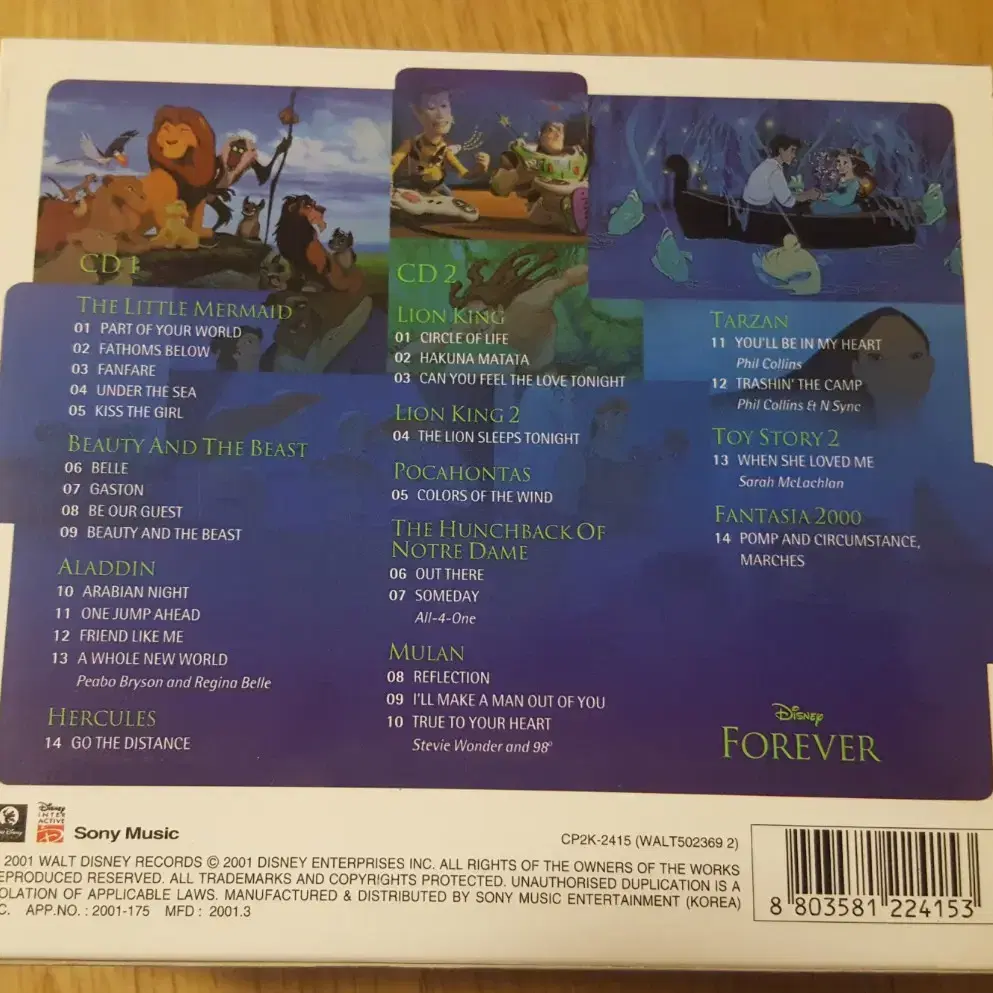 CD 1
THE LITTLE MERMAID
01 PART OF YOUR WORLD
02 FATHOMS BELOW
03 FANFARE
04 UNDER THE SEA
05 KISS THE GIRL
BEAUTY AND THE BEAST
06 BELLE
07 GASTON
08 BE OUR GUEST
09 BEAUTY AND THE BEAST
ALADDIN
10 ARABIAN NIGHT
11 ONE JUMP AHEAD
12 FRIEND LIKE ME
13 A WHOLE NEW WORLD
Peabo Bryson and Regina Belle
HERCULES
14 GO THE DISTANCE
CD 2
LION KING
01 CIRCLE OF LIFE
02 HAKUNA MATATA
03 CAN YOU FEEL THE LOVE TONIGHT
LION KING 2
04 THE LION SLEEPS TONIGHT
POCAHONTAS
05 COLORS OF THE WIND
THE HUNCHBACK OF
NOTRE DAME
06 OUT THERE
07 SOMEDAY
All-4-One
MULAN
08 REFLECTION
09 I'LL MAKE A MAN OUT OF YOU
10 TRUE TO YOUR HEART
Stevie Wonder and 98°
TARZAN
11 YOU'LL BE IN MY HEART
Phil Collins
12 TRASHIN' THE CAMP
Phil Collins & N Sync
TOY STORY 2
13 WHEN SHE LOVED ME
Sarah McLachlan
FANTASIA 2000
14 POMP AND CIRCUMSTANCE,
MARCHES
Disney
FOREVER
Disney
INTER
ACTIVE
Sony Music
CP2K-2415 (WALT502369 2)
2001 WALT DISNEY RECORDS © 2001 DISNEY ENTERPRISES INC. ALL RIGHTS OF THE OWNERS OF THE WORKS
EPRODUCED RESERVED. ALL TRADEMARKS AND COPYRIGHTS PROTECTED. UNAUTHORISED DUPLICATION IS A
OLATION OF APPLICABLE LAWS. MANUFACTURED & DISTRIBUTED BY SONY MUSIC ENTERTAINMENT (KOREA)
C. APP.NO. : 2001-175 MFD : 2001.3
8 803581 224153